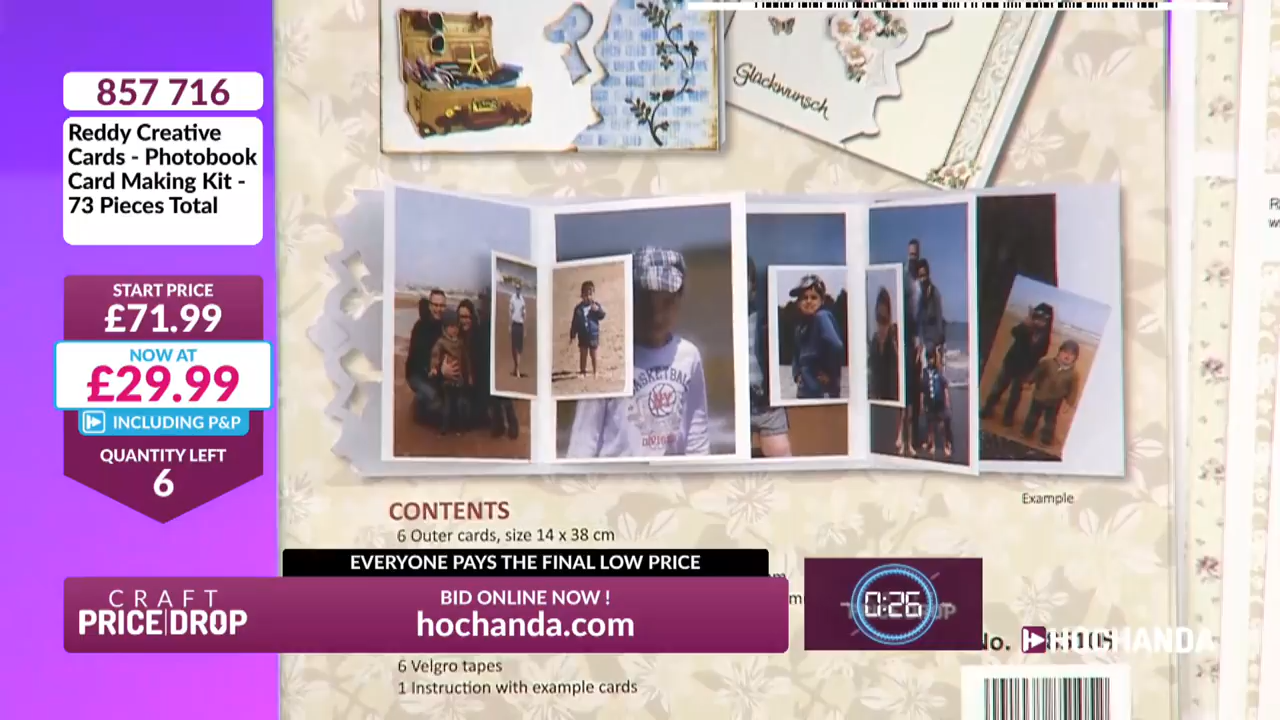 857 716
Reddy Creative
Cards - Photobook
Card Making Kit -
73 Pieces Total
START PRICE
£71.99
NOW AT
£29.99
INCLUDING P&P
QUANTITY LEFT
6
Glückwunsch
BASKETBALL
Example
CONTENTS
6 Outer cards, size 14 x 38 cm
EVERYONE PAYS THE FINAL LOW PRICE
CRAFT
PRICE DROP
BID ONLINE NOW !
hochanda.com
0:26
No.
HOCHANDA
6 Velgro tapes
1 Instruction with example cards